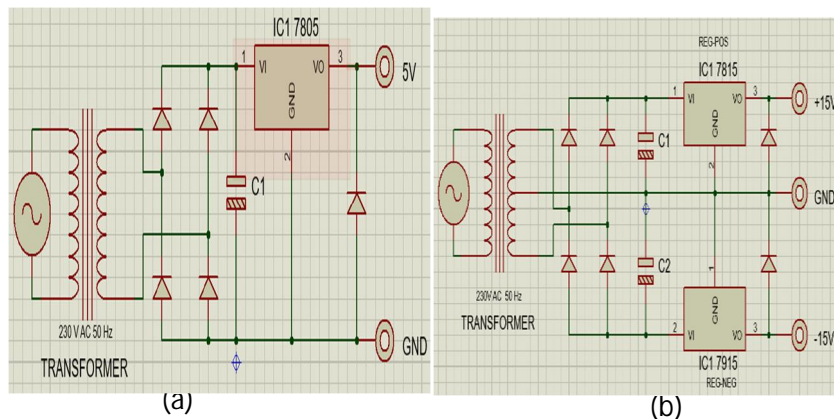 IC1 7805
1
VI
VO
3
GND
2
5V
C1
GND
230 V AC 50 Hz
TRANSFORMER
(a)
REG-POS
IC1 7815
1
VI
VO
3
GND
2
+15V
C1
GND
C2
1
GND
2
VI
VO
3
-15V
IC1 7915
REG-NEG
230V AC 50 Hz
TRANSFORMER
(b)